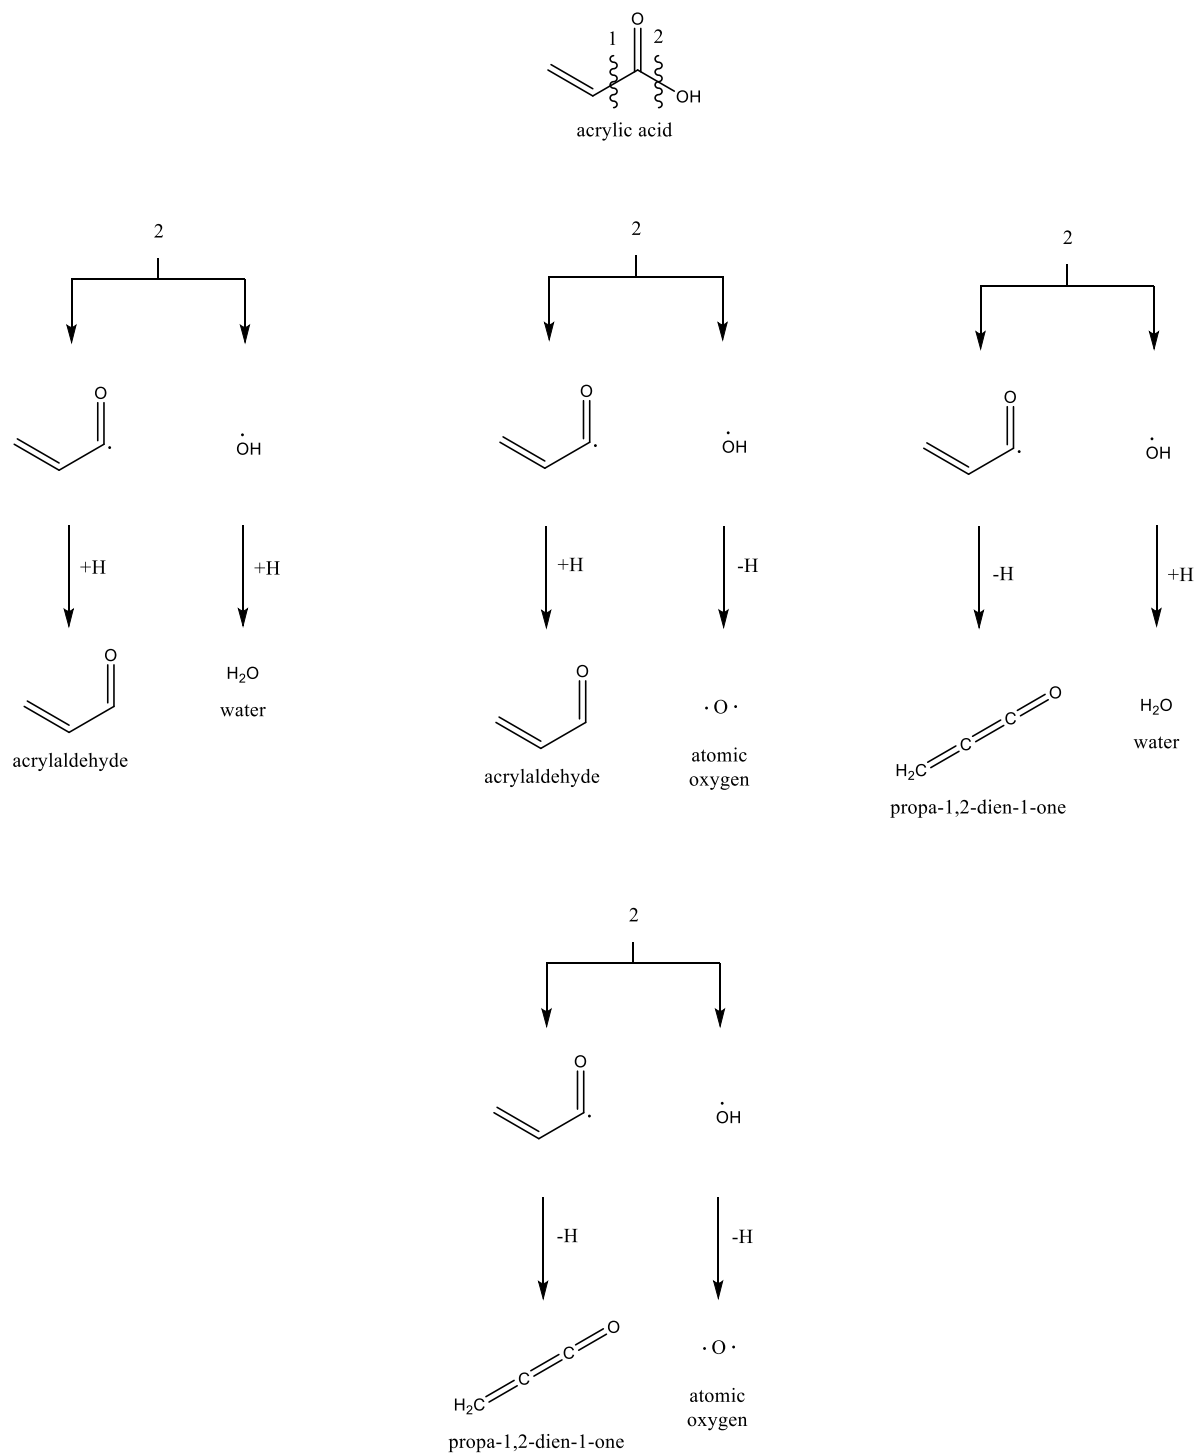 O
1 2
OH
acrylic acid
2 2 2
O O O
OH OH OH
+H +H +H -H -H +H
O H2O O ·O· O H2O
C
C
H2C
water
acrylaldehyde
atomic
oxygen
acrylaldehyde
water
propa-1,2-dien-1-one
2
O
OH
-H -H
O
C
C
H2C
·O·
atomic
oxygen
propa-1,2-dien-1-one